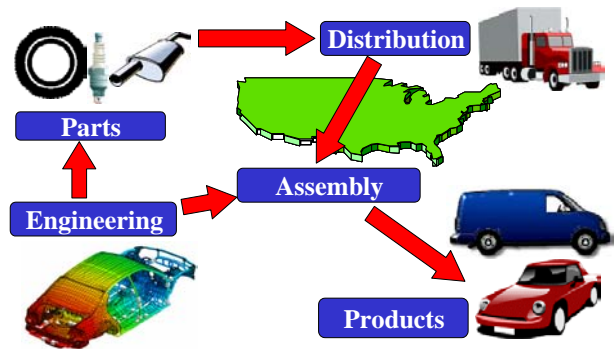 Distribution
Parts
Assembly
Engineering
Products